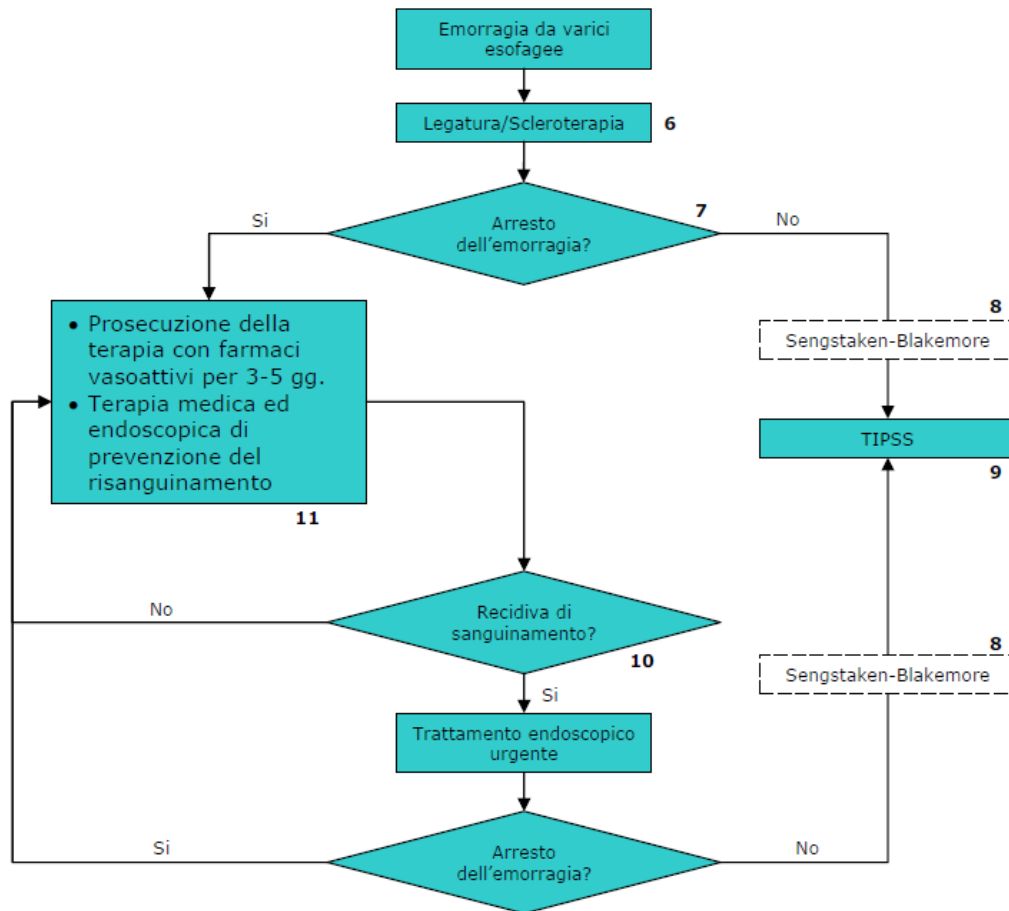 Emorragia da varici
esofagee
Legatura/Scleroterapia
6
7
Arresto
dell'emorragia?
Si
No
8
Sengstaken-Blakemore
• Prosecuzione della
terapia con farmaci
vasoattivi per 3-5 gg.
• Terapia medica ed
endoscopica di
prevenzione del
risanguinamento
11
TIPSS
9
Recidiva di
sanguinamento?
10
No
Si
8
Sengstaken-Blakemore
Trattamento endoscopico
urgente
Arresto
dell'emorragia?
Si
No